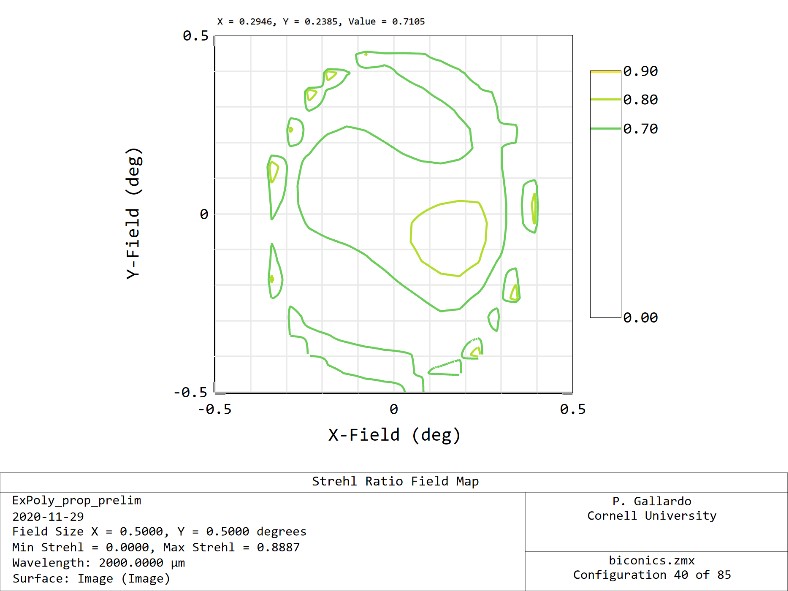 X = 0.2946, Y = 0.2385, Value = 0.7105
0.5
0
-0.5
Y-Field (deg)
-0.5
0
0.5
X-Field (deg)
0.90
0.80
0.70
0.00
Strehl Ratio Field Map
ExPoly_prop_prelim
2020-11-29
Field Size X = 0.5000, Y = 0.5000 degrees
Min Strehl = 0.0000, Max Strehl = 0.8887
Wavelength: 2000.0000 µm
Surface: Image (Image)
P. Gallardo
Cornell University
biconics.zmx
Configuration 40 of 85